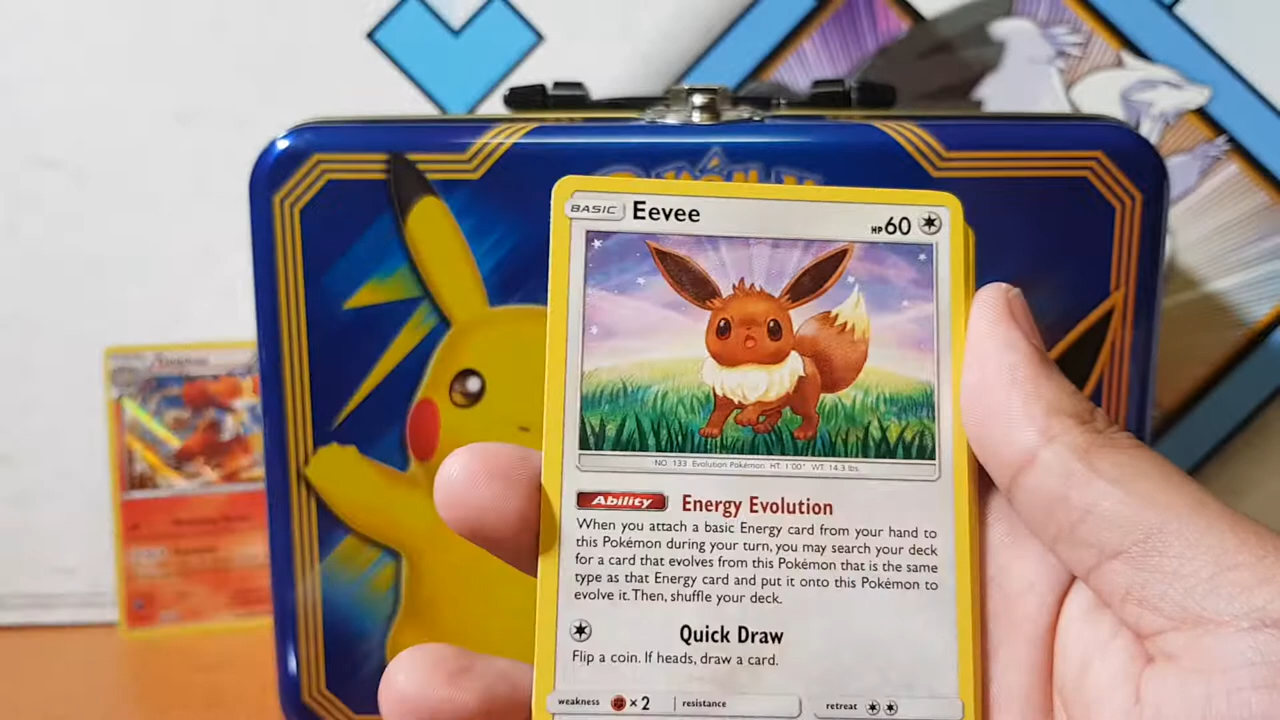 BASIC Eevee HP 60
NO. 133 Evolution Pokémon HT: 1'00" WT: 14.3 lbs.
Ability Energy Evolution
When you attach a basic Energy card from your hand to
this Pokémon during your turn, you may search your deck
for a card that evolves from this Pokémon that is the same
type as that Energy card and put it onto this Pokémon to
evolve it. Then, shuffle your deck.
Quick Draw
Flip a coin. If heads, draw a card.
weakness ×2 resistance retreat